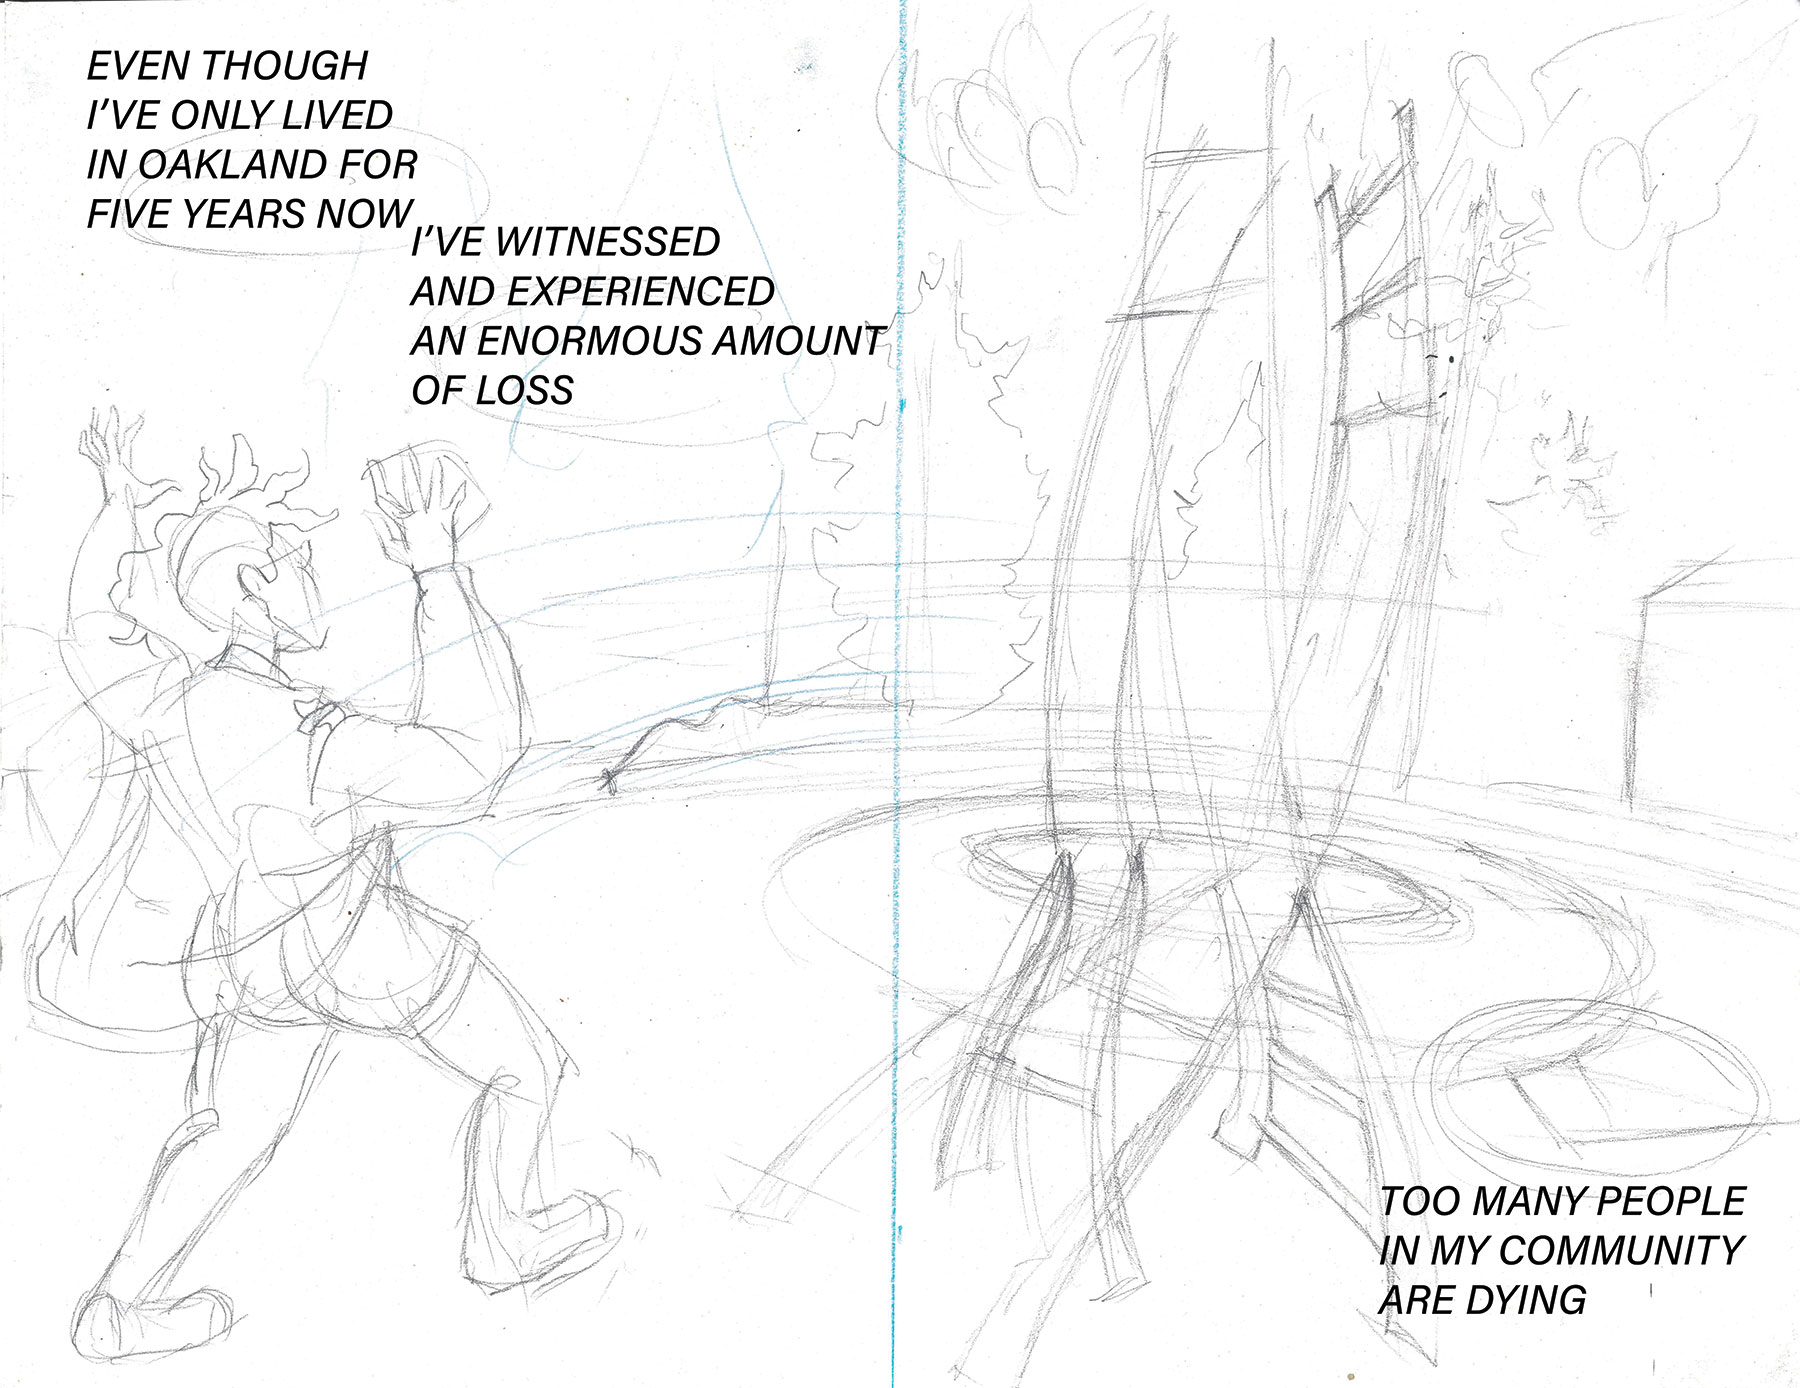 EVEN THOUGH
I'VE ONLY LIVED
IN OAKLAND FOR
FIVE YEARS NOW
I'VE WITNESSED
AND EXPERIENCED
AN ENORMOUS AMOUNT
OF LOSS
TOO MANY PEOPLE
IN MY COMMUNITY
ARE DYING